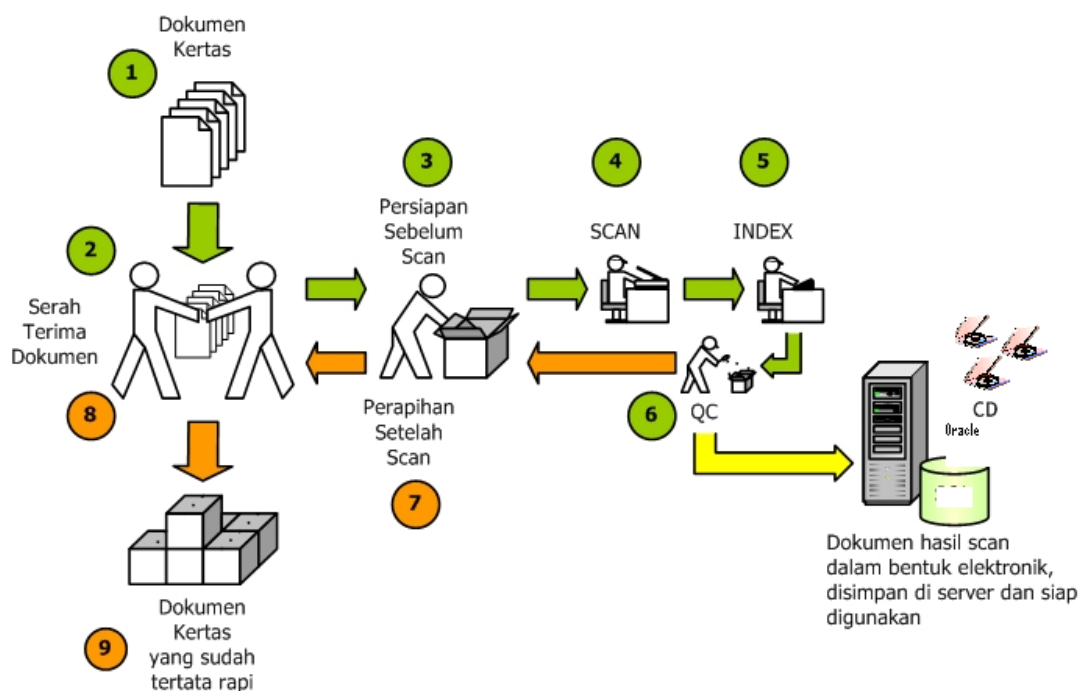 Dokumen
Kertas
1
3
4
5
Persiapan
Sebelum
Scan
SCAN
INDEX
2
Serah
Terima
Dokumen
8
Perapihan
Setelah
Scan
7
6
QC
CD
Oracle
Dokumen hasil scan
dalam bentuk elektronik,
disimpan di server dan siap
digunakan
9
Dokumen
Kertas
yang sudah
tertata rapi